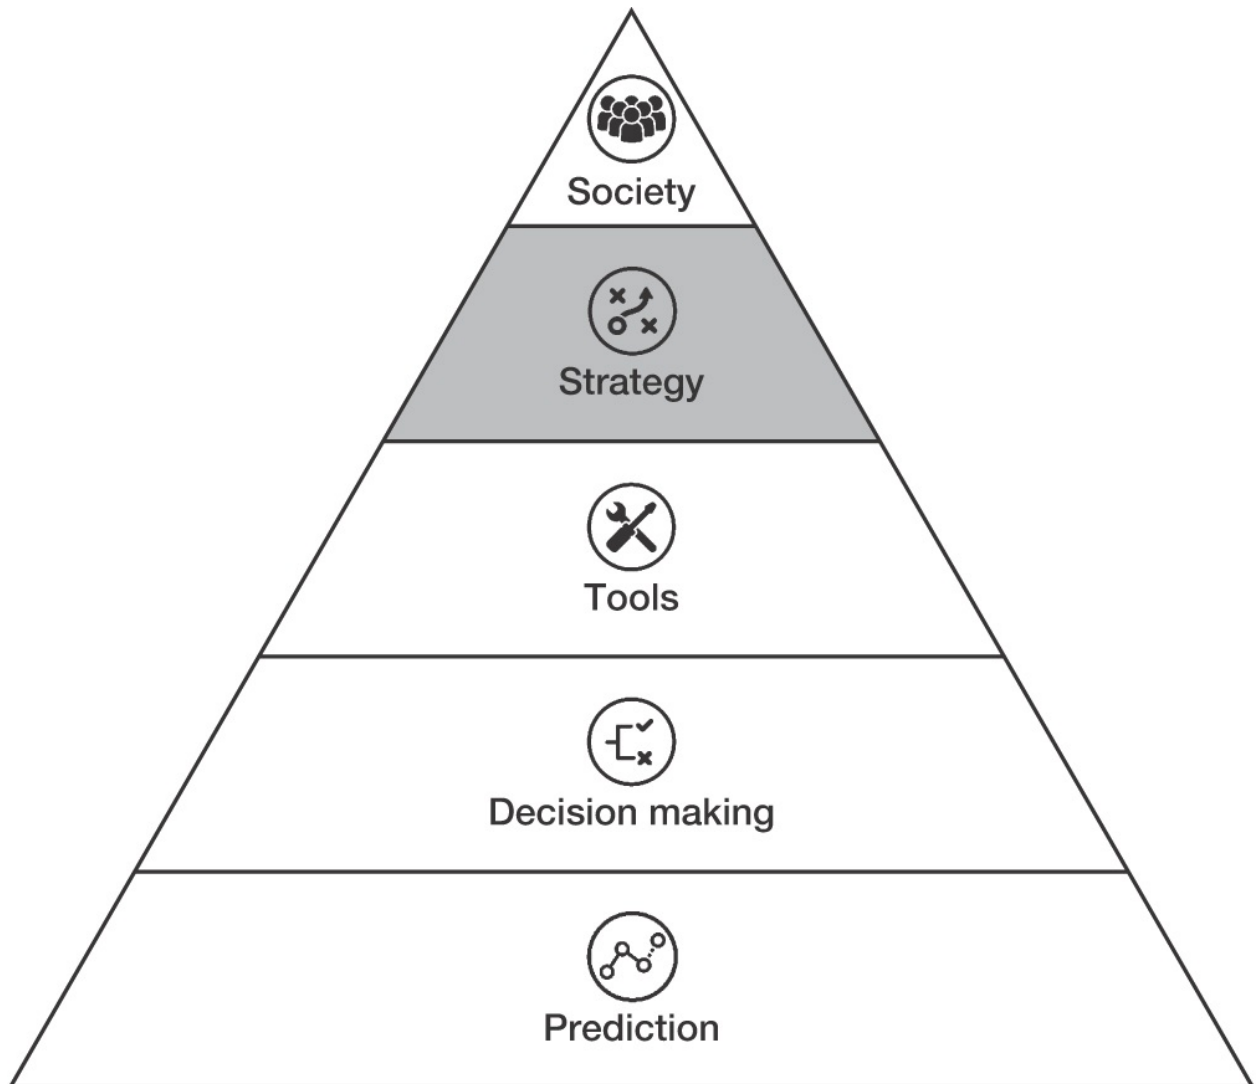 Society
Strategy
Tools
Decision making
Prediction